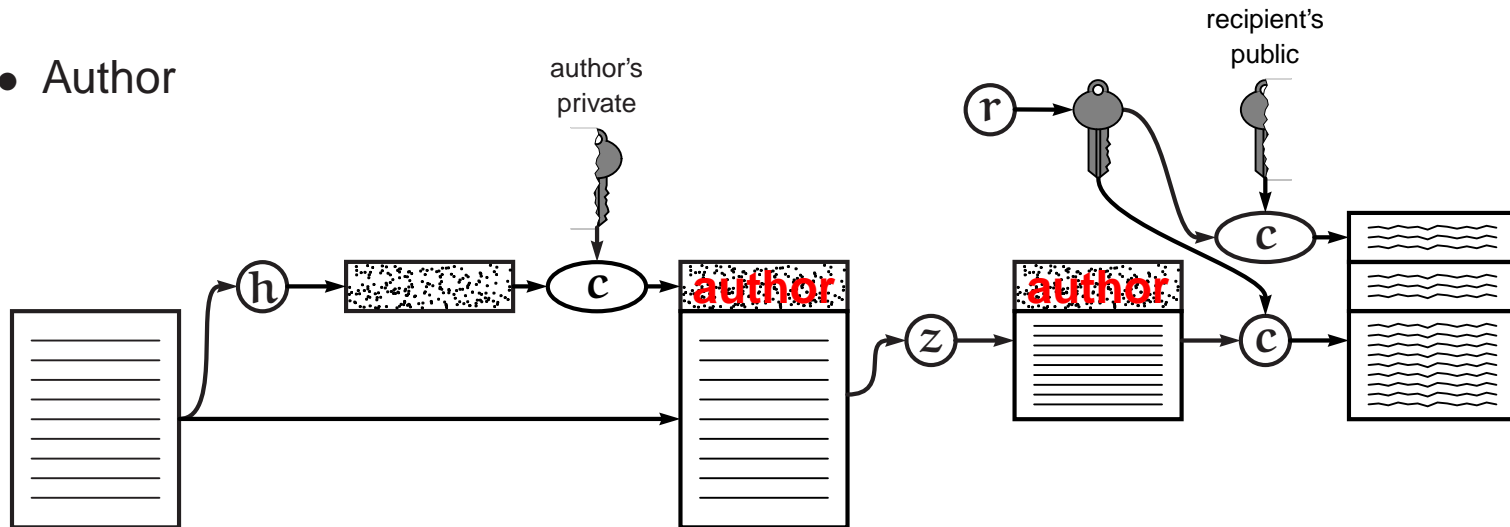 • Author
author's
private
recipient's
public
r
c
h
c
author
author
z
c